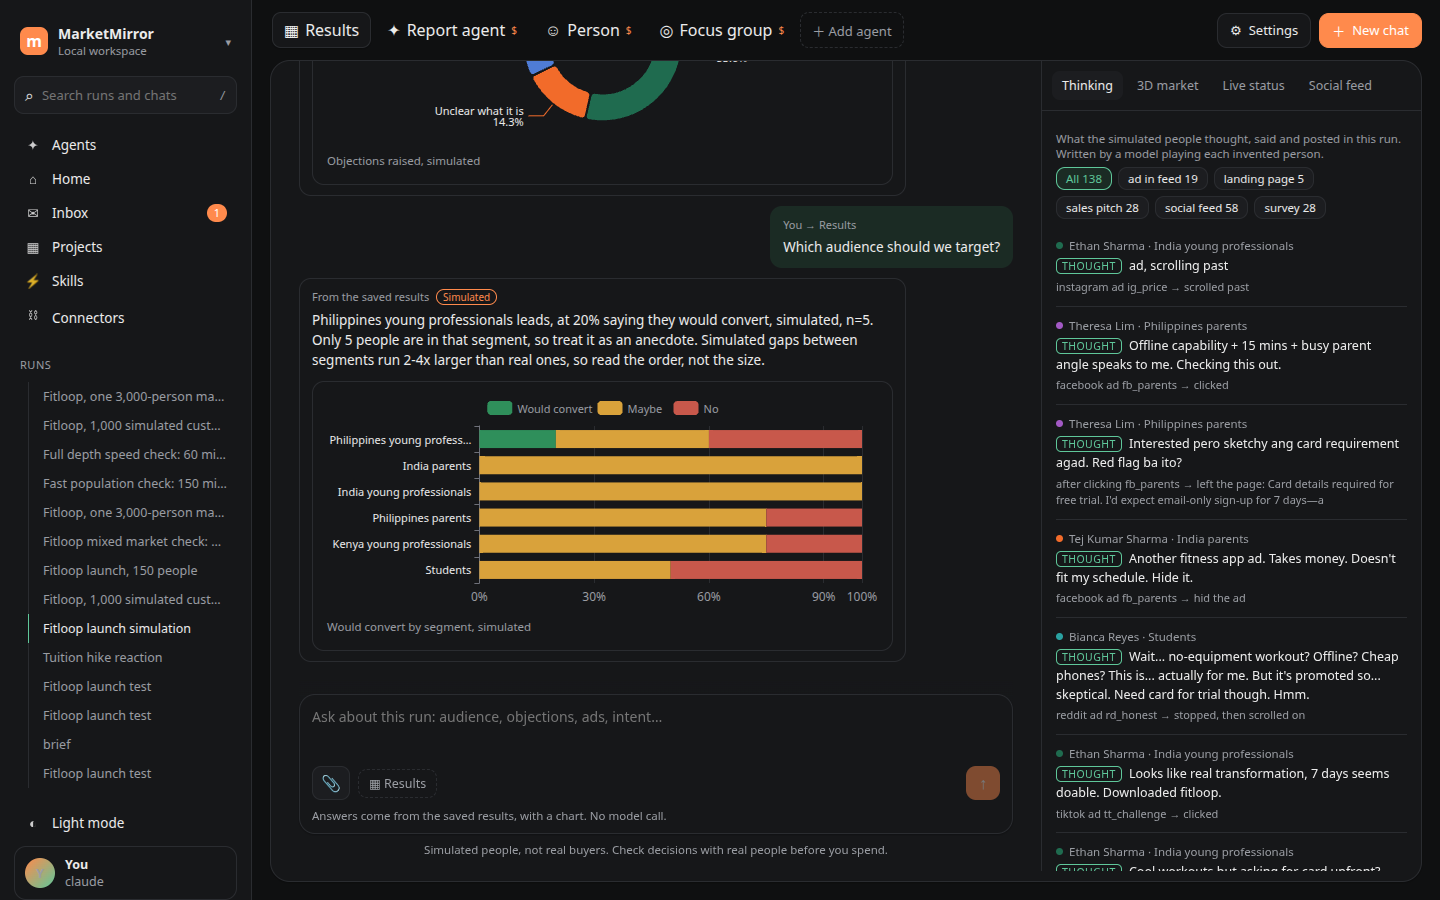 m
MarketMirror
Local workspace
Search runs and chats /
Agents
Home
Inbox 1
Projects
Skills
Connectors
RUNS
Fitloop, one 3,000-person ma...
Fitloop, 1,000 simulated cust...
Full depth speed check: 60 mi...
Fast population check: 150 mi...
Fitloop, one 3,000-person ma...
Fitloop mixed market check: ...
Fitloop launch, 150 people
Fitloop, 1,000 simulated cust...
Fitloop launch simulation
Tuition hike reaction
Fitloop launch test
Fitloop launch test
brief
Fitloop launch test
Light mode
You
claude
Results
Report agent $
Person $
Focus group $
+ Add agent
Settings
+ New chat
Unclear what it is
14.3%
Objections raised, simulated
You → Results
Which audience should we target?
From the saved results Simulated
Philippines young professionals leads, at 20% saying they would convert, simulated, n=5.
Only 5 people are in that segment, so treat it as an anecdote. Simulated gaps between
segments run 2-4x larger than real ones, so read the order, not the size.
Would convert Maybe No
Philippines young profess...
India parents
India young professionals
Philippines parents
Kenya young professionals
Students
0% 30% 60% 90% 100%
Would convert by segment, simulated
Ask about this run: audience, objections, ads, intent...
Results
↑
Answers come from the saved results, with a chart. No model call.
Simulated people, not real buyers. Check decisions with real people before you spend.
Thinking
3D market
Live status
Social feed
What the simulated people thought, said and posted in this run.
Written by a model playing each invented person.
All 138 ad in feed 19 landing page 5
sales pitch 28 social feed 58 survey 28
Ethan Sharma · India young professionals
THOUGHT ad, scrolling past
instagram ad ig_price → scrolled past
Theresa Lim · Philippines parents
THOUGHT Offline capability + 15 mins + busy parent
angle speaks to me. Checking this out.
facebook ad fb_parents → clicked
Theresa Lim · Philippines parents
THOUGHT Interested pero sketchy ang card requirement
agad. Red flag ba ito?
after clicking fb_parents → left the page: Card details required for
free trial. I'd expect email-only sign-up for 7 days—a
Tej Kumar Sharma · India parents
THOUGHT Another fitness app ad. Takes money. Doesn't
fit my schedule. Hide it.
facebook ad fb_parents → hid the ad
Bianca Reyes · Students
THOUGHT Wait... no-equipment workout? Offline? Cheap
phones? This is... actually for me. But it's promoted so...
skeptical. Need card for trial though. Hmm.
reddit ad rd_honest → stopped, then scrolled on
Ethan Sharma · India young professionals
THOUGHT Looks like real transformation, 7 days seems
doable. Downloaded fitloop.
tiktok ad tt_challenge → clicked
Ethan Sharma · India young professionals
THOUGHT Cool workouts but asking for card upfront?